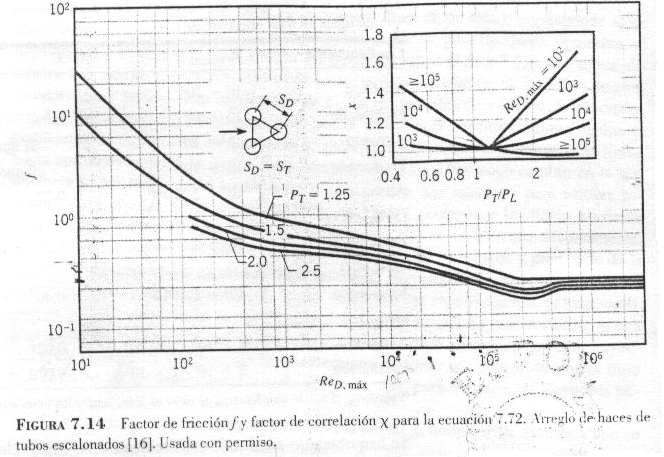 10²
10¹
10⁰
10⁻¹
f
10¹
10²
10³
10⁴
10⁵
10⁶
Re_D, máx
S_D
S_D = S_T
P_T = 1.25
1.5
2.0
2.5
1.8
1.6
1.4
1.2
1.0
x
≥10⁵
10⁴
10³
Re_D, máx = 10²
10³
10⁴
≥10⁵
0.4
0.6
0.8
1
2
P_T/P_L
FIGURA 7.14 Factor de fricción f y factor de correlación χ para la ecuación 7.72. Arreglo de haces de
tubos escalonados [16]. Usada con permiso.